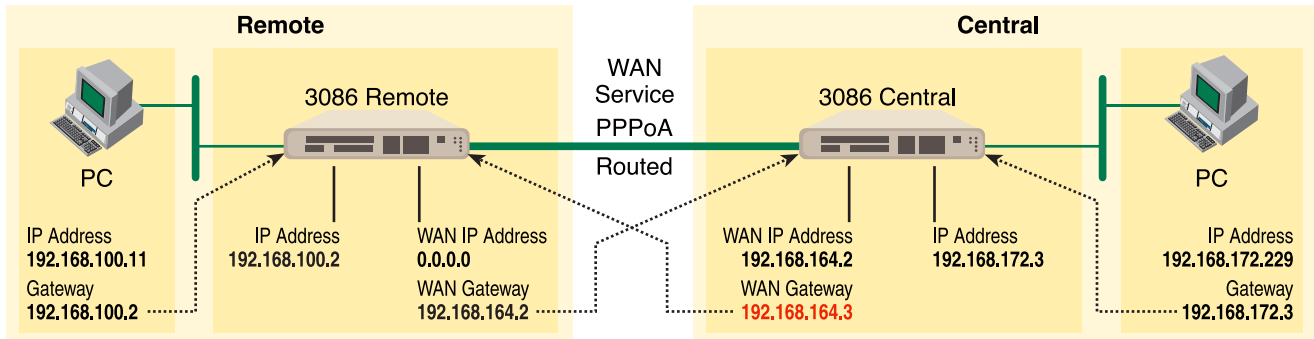 Remote
Central
WAN
Service
PPPoA
Routed
3086 Remote
3086 Central
PC
PC
IP Address
192.168.100.11
Gateway
192.168.100.2
IP Address
192.168.100.2
WAN IP Address
0.0.0.0
WAN Gateway
192.168.164.2
WAN IP Address
192.168.164.2
WAN Gateway
192.168.164.3
IP Address
192.168.172.3
IP Address
192.168.172.229
Gateway
192.168.172.3